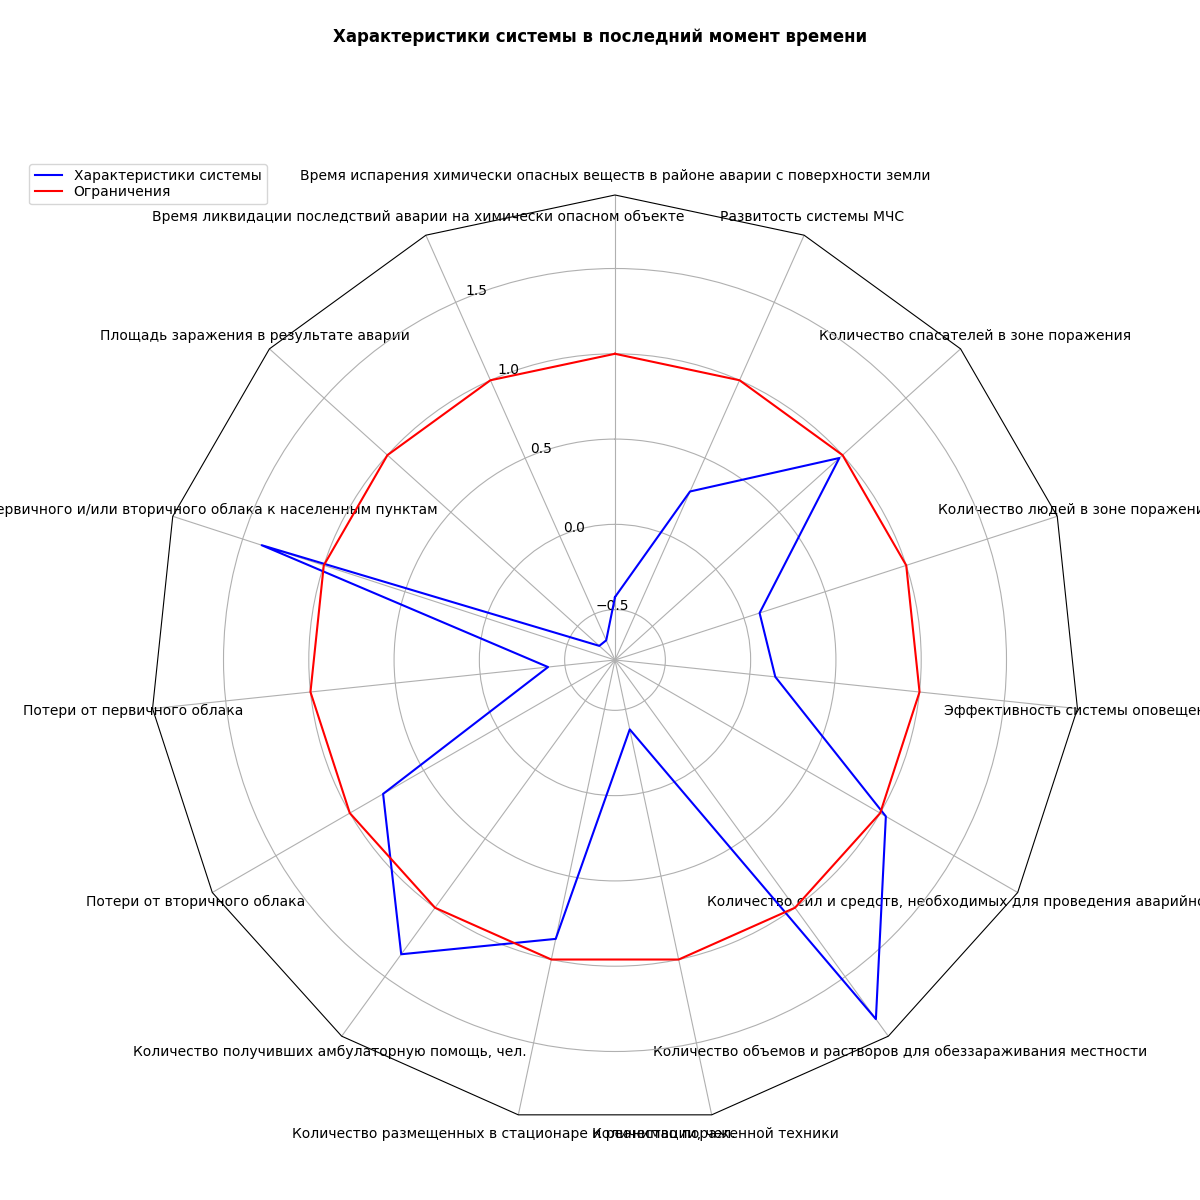 Характеристики системы в последний момент времени
Характеристики системы
Ограничения
Время испарения химически опасных веществ в районе аварии с поверхности земли
Время ликвидации последствий аварии на химически опасном объекте
Развитость системы МЧС
1.5
Площадь заражения в результате аварии
Количество спасателей в зоне поражения
1.0
0.5
ервичного и/или вторичного облака к населенным пунктам
Количество людей в зоне поражени
0.0
−0.5
Потери от первичного облака
Эффективность системы оповещен
Потери от вторичного облака
Количество сил и средств, необходимых для проведения аварийно
Количество получивших амбулаторную помощь, чел.
Количество объемов и растворов для обеззараживания местности
Количество размещенных в стационаре и реанимации, чел.
Количество пораженной техники